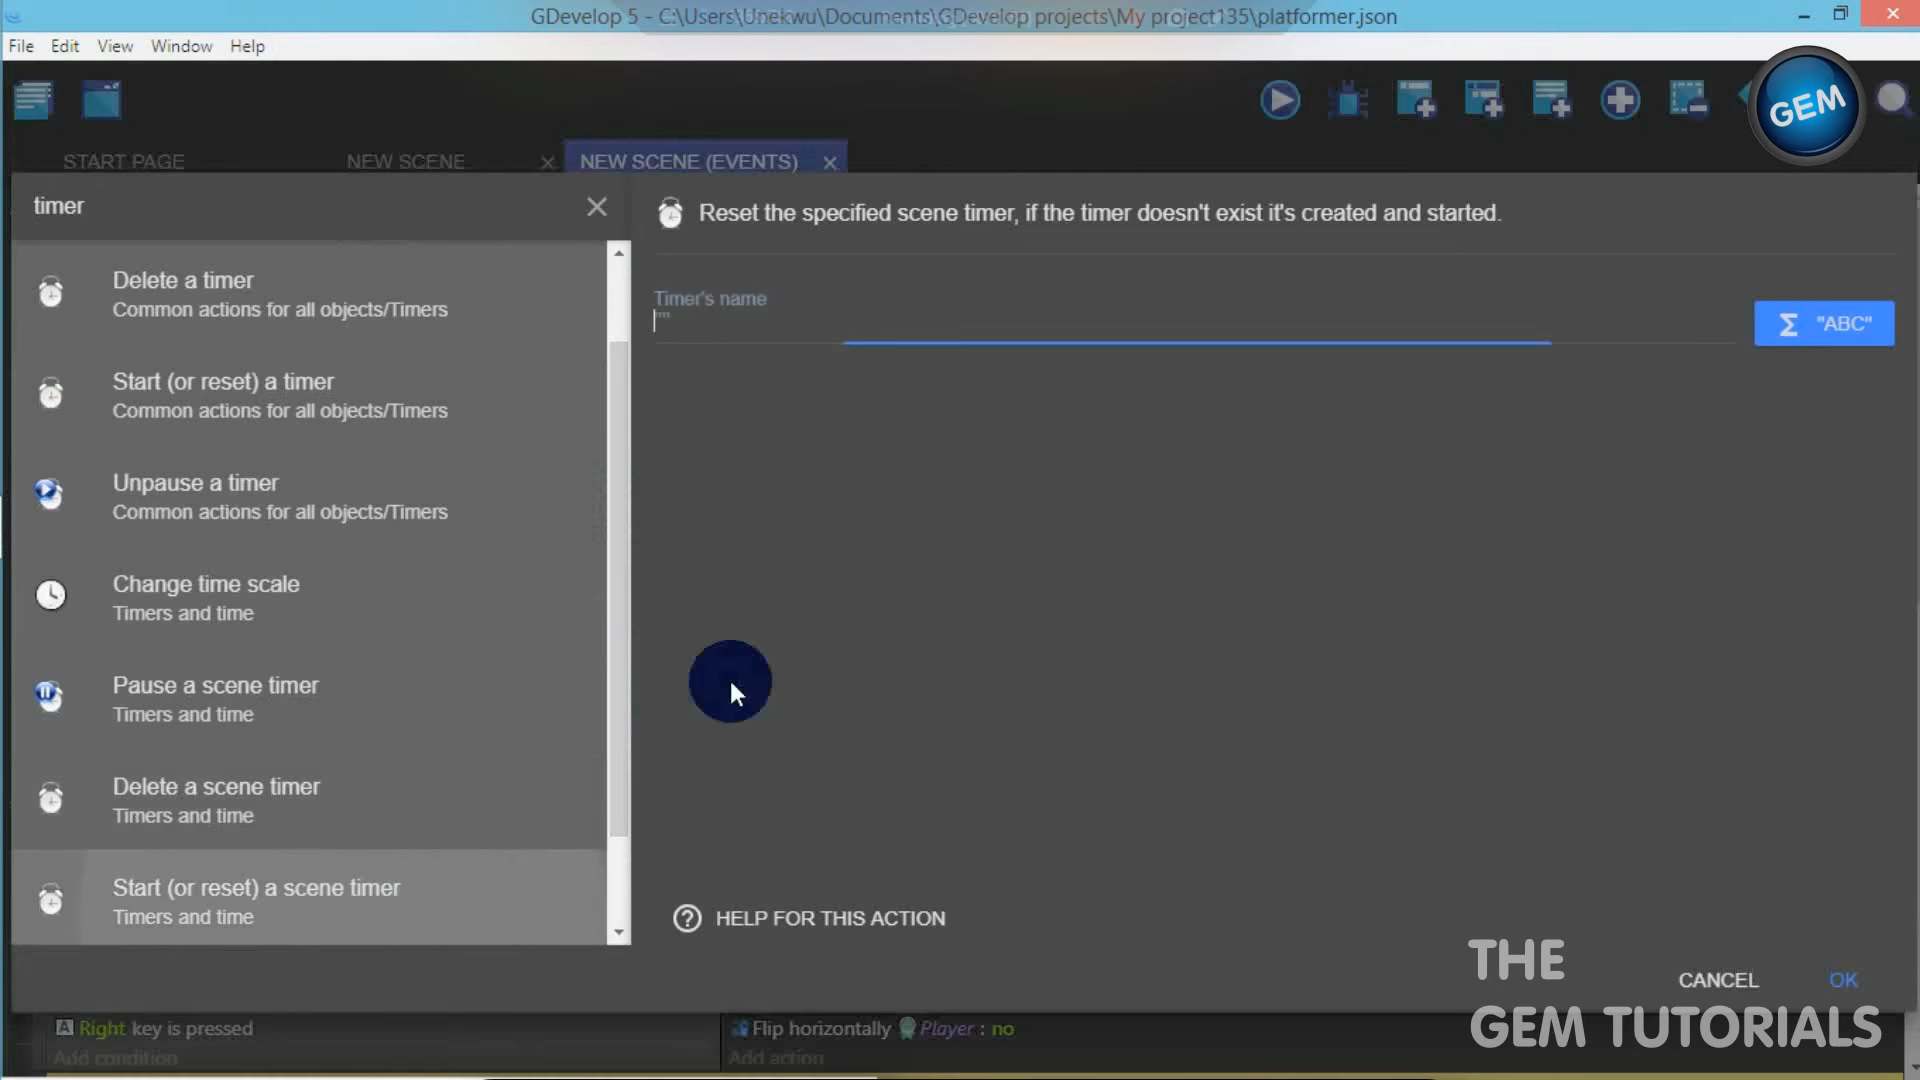 GDevelop 5 - C:\Users\Unekwu\Documents\GDevelop projects\My project135\platformer.json
File Edit View Window Help
GEM
START PAGE
NEW SCENE
NEW SCENE (EVENTS)
timer
Reset the specified scene timer, if the timer doesn't exist it's created and started.
Delete a timer
Common actions for all objects/Timers
Start (or reset) a timer
Common actions for all objects/Timers
Unpause a timer
Common actions for all objects/Timers
Change time scale
Timers and time
Pause a scene timer
Timers and time
Delete a scene timer
Timers and time
Start (or reset) a scene timer
Timers and time
Timer's name
""
Σ "ABC"
HELP FOR THIS ACTION
CANCEL
OK
THE
GEM TUTORIALS
A Right key is pressed
Add condition
Flip horizontally Player : no
Add action